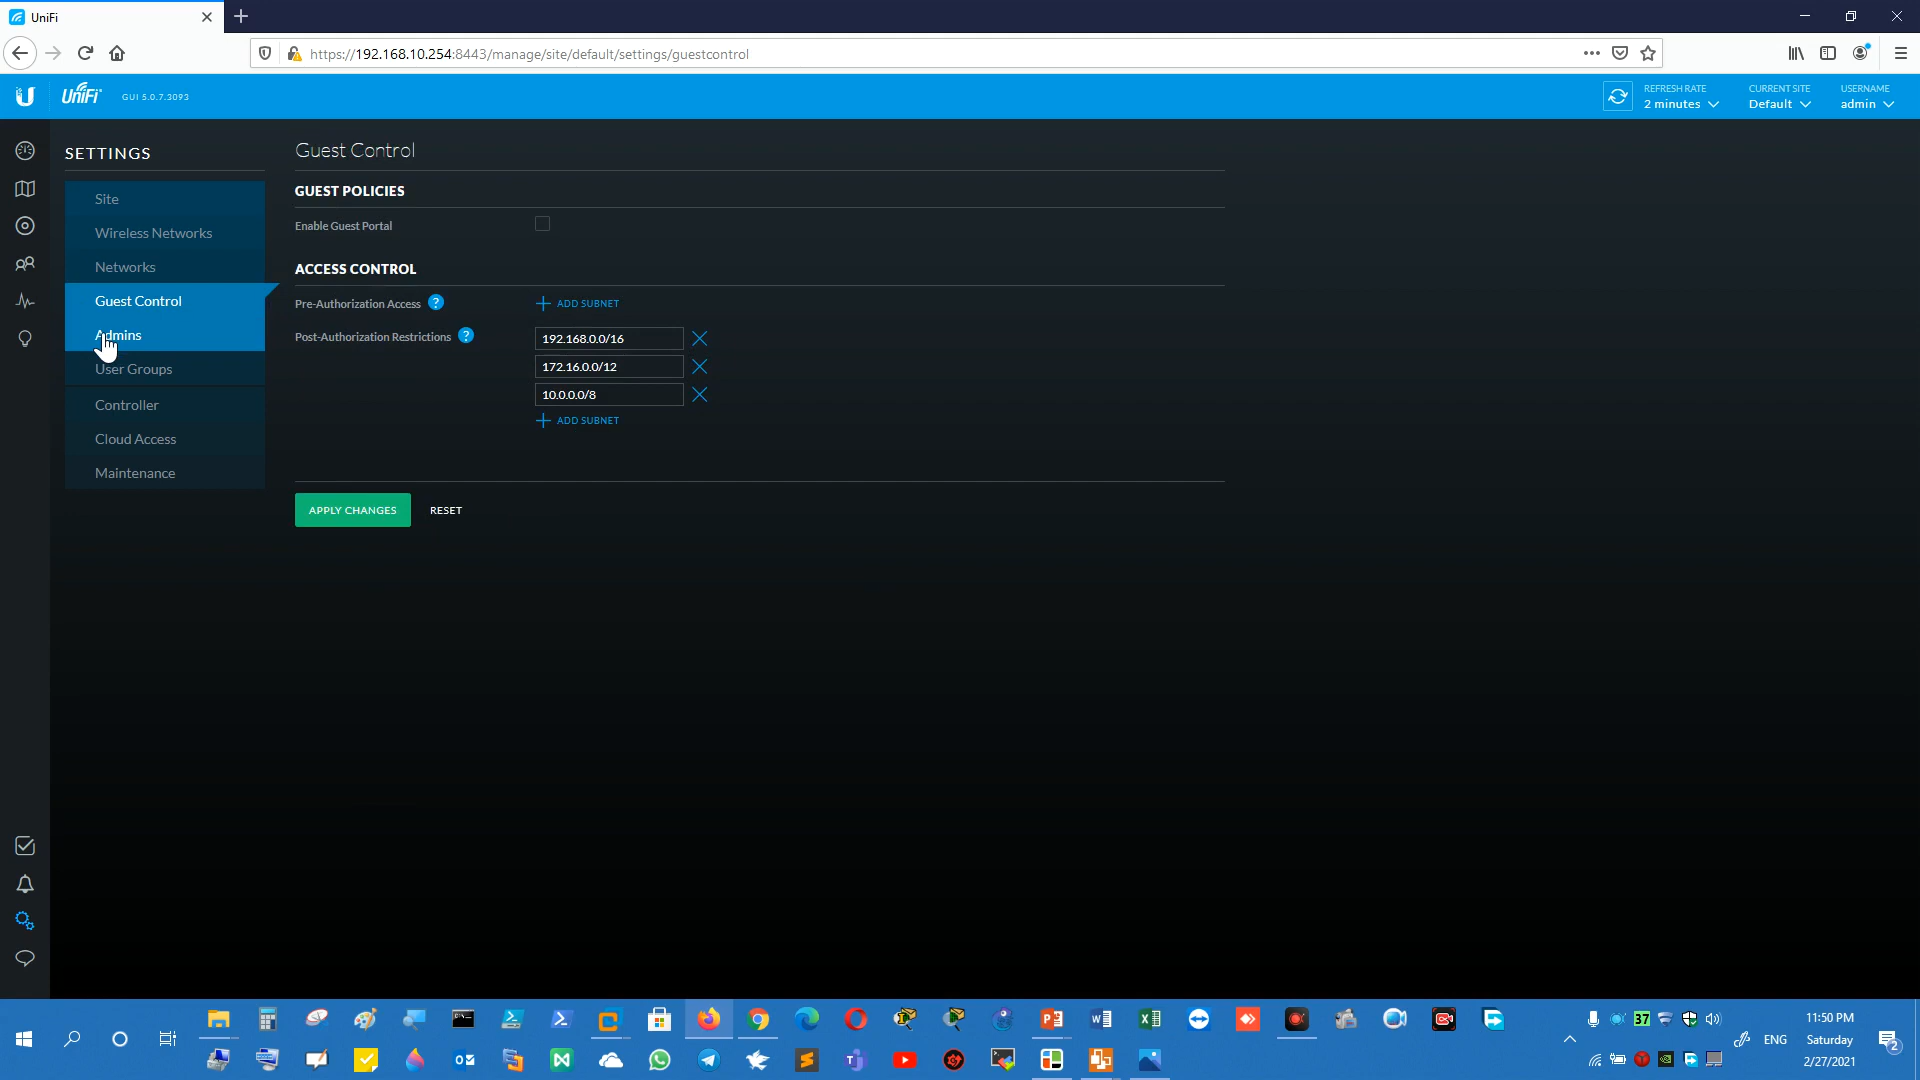 UniFi
https://192.168.10.254:8443/manage/site/default/settings/guestcontrol
UniFi
GUI 5.0.7.3093
REFRESH RATE
2 minutes
CURRENT SITE
Default
USERNAME
admin
SETTINGS
Site
Wireless Networks
Networks
Guest Control
Admins
User Groups
Controller
Cloud Access
Maintenance
Guest Control
GUEST POLICIES
Enable Guest Portal
ACCESS CONTROL
Pre-Authorization Access ?
ADD SUBNET
Post-Authorization Restrictions ?
192.168.0.0/16
172.16.0.0/12
10.0.0.0/8
ADD SUBNET
APPLY CHANGES
RESET
37
ENG
11:50 PM
Saturday
2/27/2021
2